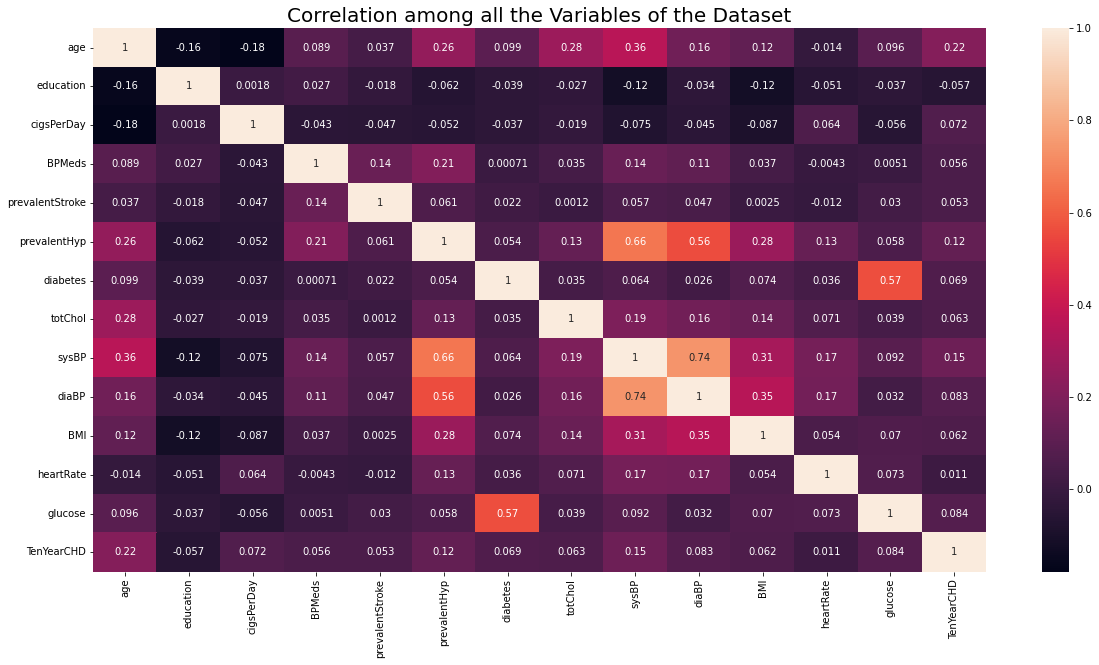 Correlation among all the Variables of the Dataset
age 1 -0.16 -0.18 0.089 0.037 0.26 0.099 0.28 0.36 0.16 0.12 -0.014 0.096 0.22
education -0.16 1 0.0018 0.027 -0.018 -0.062 -0.039 -0.027 -0.12 -0.034 -0.12 -0.051 -0.037 -0.057
cigsPerDay -0.18 0.0018 1 -0.043 -0.047 -0.052 -0.037 -0.019 -0.075 -0.045 -0.087 0.064 -0.056 0.072
BPMeds 0.089 0.027 -0.043 1 0.14 0.21 0.00071 0.035 0.14 0.11 0.037 -0.0043 0.0051 0.056
prevalentStroke 0.037 -0.018 -0.047 0.14 1 0.061 0.022 0.0012 0.057 0.047 0.0025 -0.012 0.03 0.053
prevalentHyp 0.26 -0.062 -0.052 0.21 0.061 1 0.054 0.13 0.66 0.56 0.28 0.13 0.058 0.12
diabetes 0.099 -0.039 -0.037 0.00071 0.022 0.054 1 0.035 0.064 0.026 0.074 0.036 0.57 0.069
totChol 0.28 -0.027 -0.019 0.035 0.0012 0.13 0.035 1 0.19 0.16 0.14 0.071 0.039 0.063
sysBP 0.36 -0.12 -0.075 0.14 0.057 0.66 0.064 0.19 1 0.74 0.31 0.17 0.092 0.15
diaBP 0.16 -0.034 -0.045 0.11 0.047 0.56 0.026 0.16 0.74 1 0.35 0.17 0.032 0.083
BMI 0.12 -0.12 -0.087 0.037 0.0025 0.28 0.074 0.14 0.31 0.35 1 0.054 0.07 0.062
heartRate -0.014 -0.051 0.064 -0.0043 -0.012 0.13 0.036 0.071 0.17 0.17 0.054 1 0.073 0.011
glucose 0.096 -0.037 -0.056 0.0051 0.03 0.058 0.57 0.039 0.092 0.032 0.07 0.073 1 0.084
TenYearCHD 0.22 -0.057 0.072 0.056 0.053 0.12 0.069 0.063 0.15 0.083 0.062 0.011 0.084 1
age
education
cigsPerDay
BPMeds
prevalentStroke
prevalentHyp
diabetes
totChol
sysBP
diaBP
BMI
heartRate
glucose
TenYearCHD
1.0
0.8
0.6
0.4
0.2
0.0